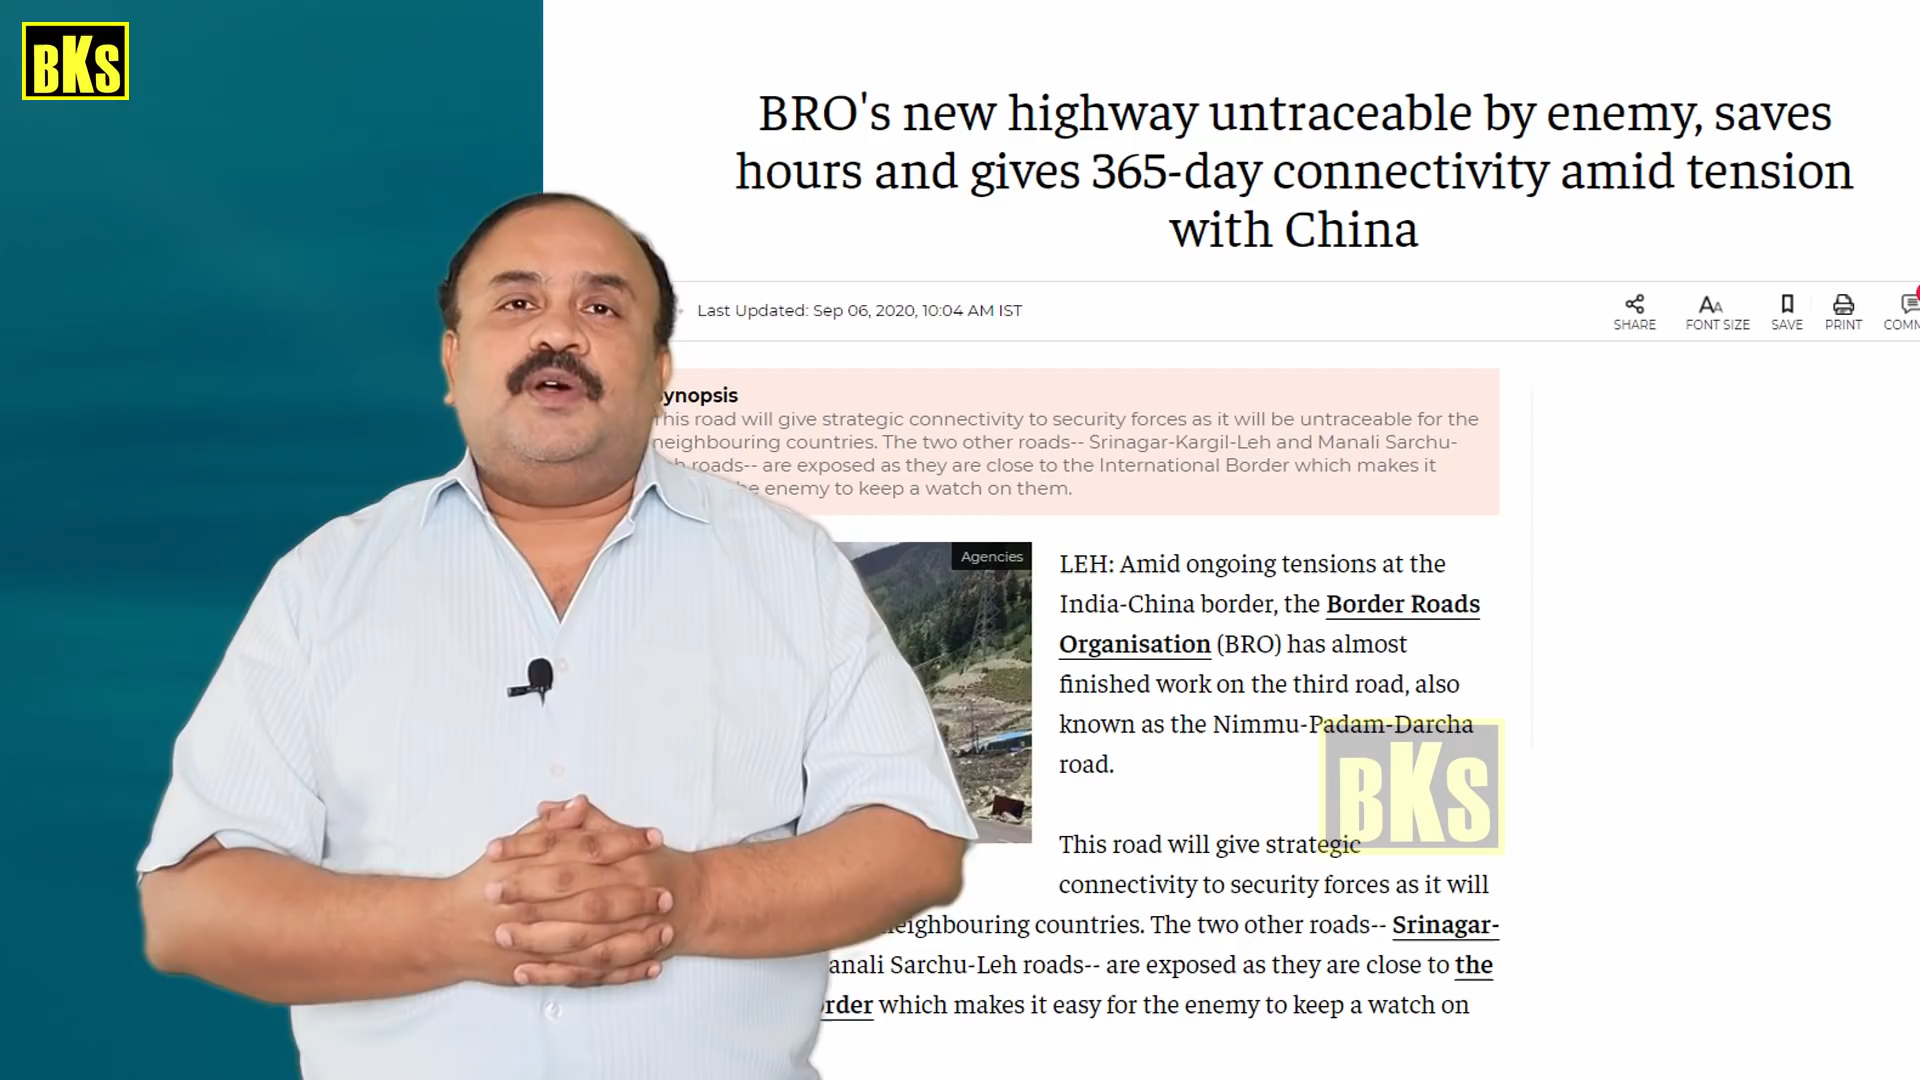 BKS
BRO's new highway untraceable by enemy, saves
hours and gives 365-day connectivity amid tension
with China
Last Updated: Sep 06, 2020, 10:04 AM IST
SHARE
FONT SIZE
SAVE
PRINT
COMM
ynopsis
his road will give strategic connectivity to security forces as it will be untraceable for the
neighbouring countries. The two other roads-- Srinagar-Kargil-Leh and Manali Sarchu-
h roads-- are exposed as they are close to the International Border which makes it
he enemy to keep a watch on them.
Agencies
LEH: Amid ongoing tensions at the
India-China border, the Border Roads
Organisation (BRO) has almost
finished work on the third road, also
known as the Nimmu-Padam-Darcha
road.
BKS
This road will give strategic
connectivity to security forces as it will
eighbouring countries. The two other roads-- Srinagar-
anali Sarchu-Leh roads-- are exposed as they are close to the
rder which makes it easy for the enemy to keep a watch on